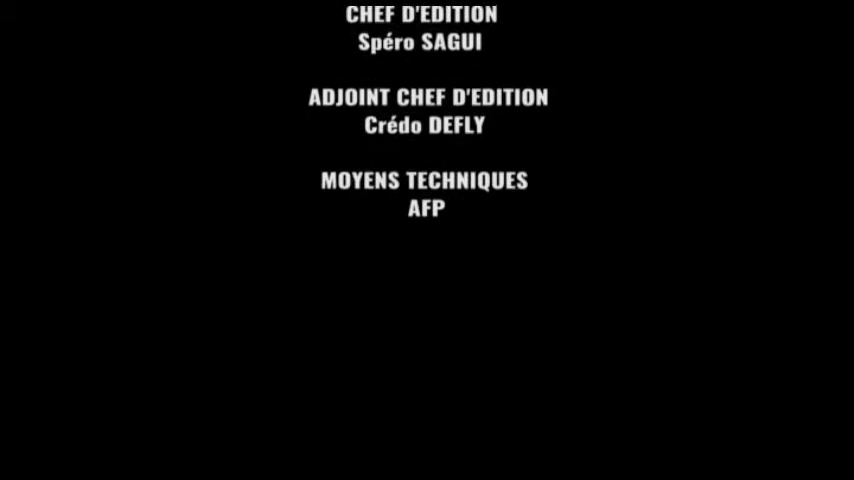 CHEF D'EDITION
Spéro SAGUI
ADJOINT CHEF D'EDITION
Crédo DEFLY
MOYENS TECHNIQUES
AFP